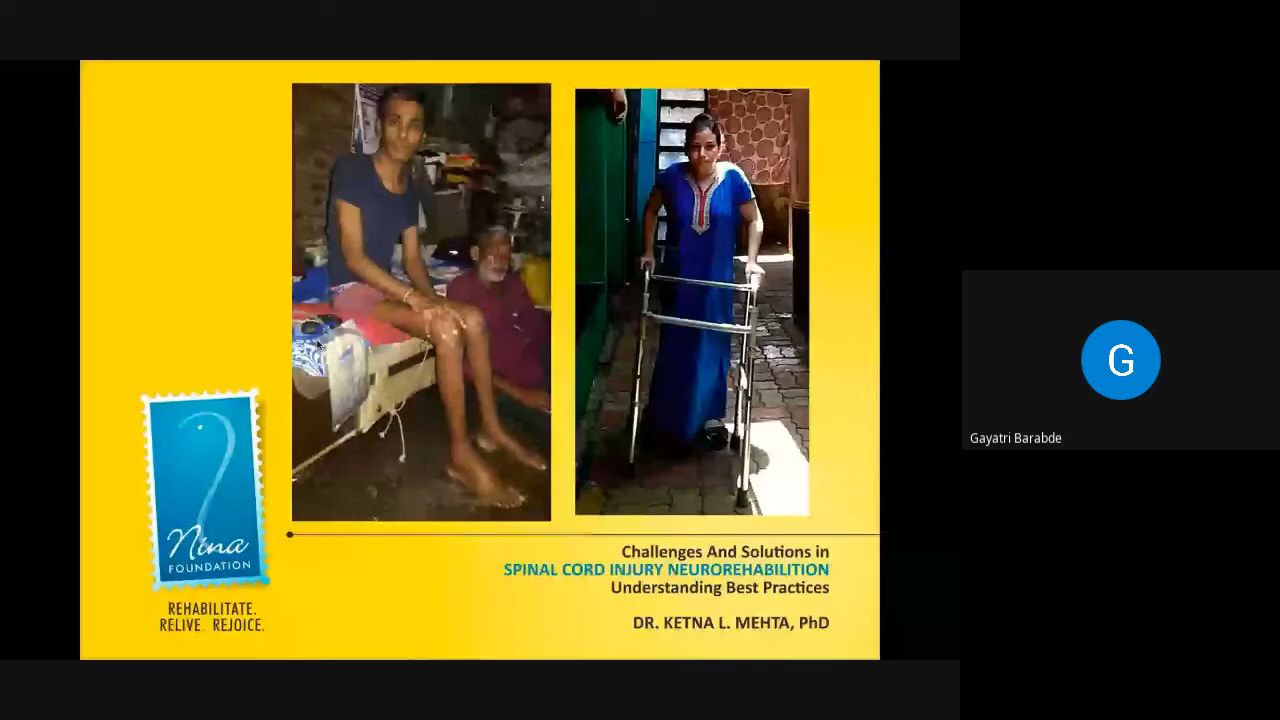 Nina
FOUNDATION
REHABILITATE.
RELIVE. REJOICE.
Challenges And Solutions in
SPINAL CORD INJURY NEUROREHABILITION
Understanding Best Practices
DR. KETNA L. MEHTA, PhD
G
Gayatri Barabde